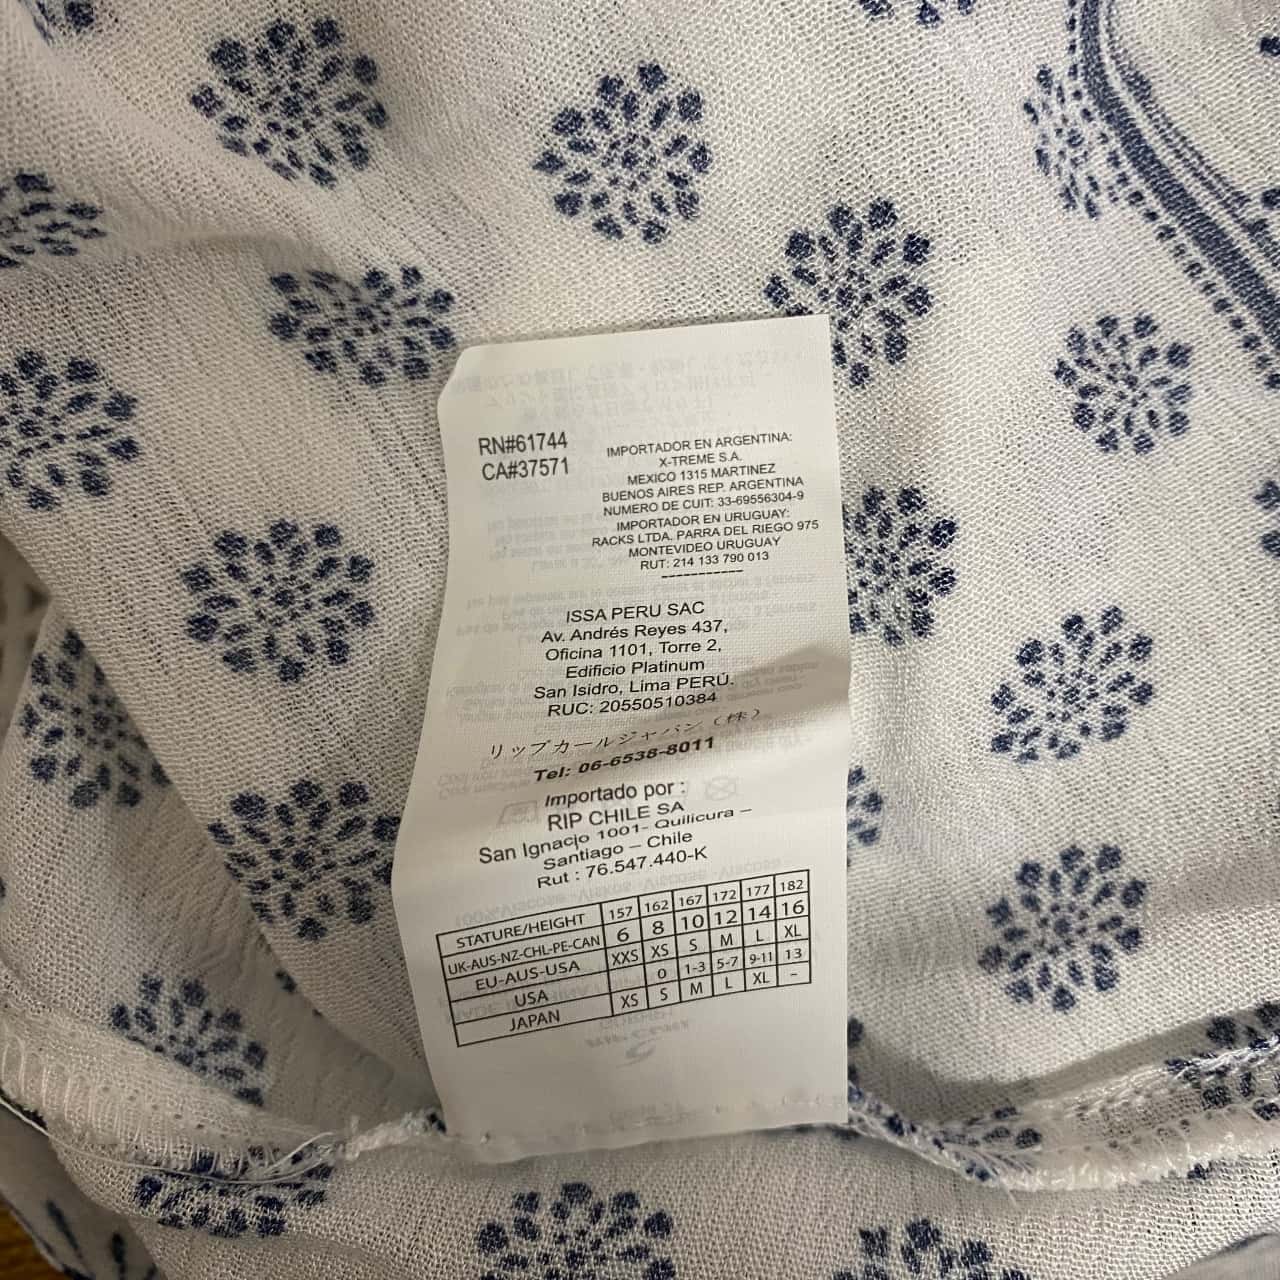 RN#61744
CA#37571
IMPORTADOR EN ARGENTINA:
X-TREME S.A.
MEXICO 1315 MARTINEZ
BUENOS AIRES REP. ARGENTINA
NUMERO DE CUIT: 33-69556304-9
IMPORTADOR EN URUGUAY:
RACKS LTDA. PARRA DEL RIEGO 975
MONTEVIDEO URUGUAY
RUT: 214 133 790 013
-----------
ISSA PERU SAC
Av. Andrés Reyes 437,
Oficina 1101, Torre 2,
Edificio Platinum
San Isidro, Lima PERÚ.
RUC: 20550510384
リップカールジャパン（株）
Tel: 06-6538-8011
Importado por :
RIP CHILE SA
San Ignacio 1001- Quilicura –
Santiago – Chile
Rut : 76.547.440-K
STATURE/HEIGHT 157 162 167 172 177 182
UK-AUS-NZ-CHL-PE-CAN 6 8 10 12 14 16
EU-AUS-USA XXS XS S M L XL
USA 0 1-3 5-7 9-11 13
JAPAN XS S M L XL –